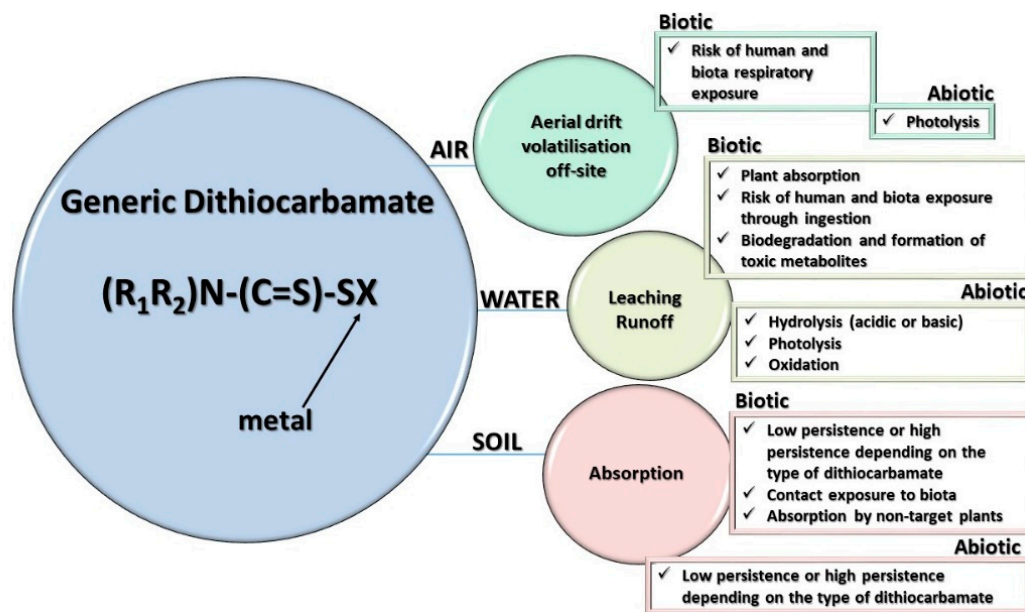 Generic Dithiocarbamate
(R₁R₂)N-(C=S)-SX
metal
AIR
Aerial drift
volatilisation
off-site
Biotic
✓ Risk of human and
biota respiratory
exposure
Abiotic
✓ Photolysis
WATER
Leaching
Runoff
Biotic
✓ Plant absorption
✓ Risk of human and biota exposure
through ingestion
✓ Biodegradation and formation of
toxic metabolites
Abiotic
✓ Hydrolysis (acidic or basic)
✓ Photolysis
✓ Oxidation
SOIL
Absorption
Biotic
✓ Low persistence or high
persistence depending on the
type of dithiocarbamate
✓ Contact exposure to biota
✓ Absorption by non-target plants
Abiotic
✓ Low persistence or high persistence
depending on the type of dithiocarbamate